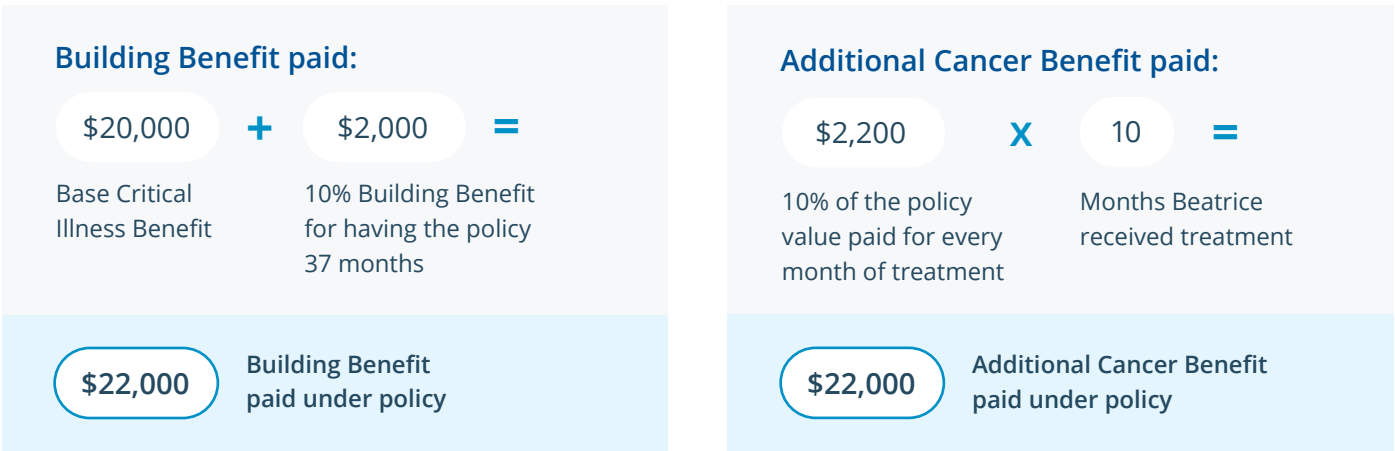 Building Benefit paid:
$20,000 + $2,000 =
Base Critical
Illness Benefit
10% Building Benefit
for having the policy
37 months
$22,000
Building Benefit
paid under policy
Additional Cancer Benefit paid:
$2,200 x 10 =
10% of the policy
value paid for every
month of treatment
Months Beatrice
received treatment
$22,000
Additional Cancer Benefit
paid under policy